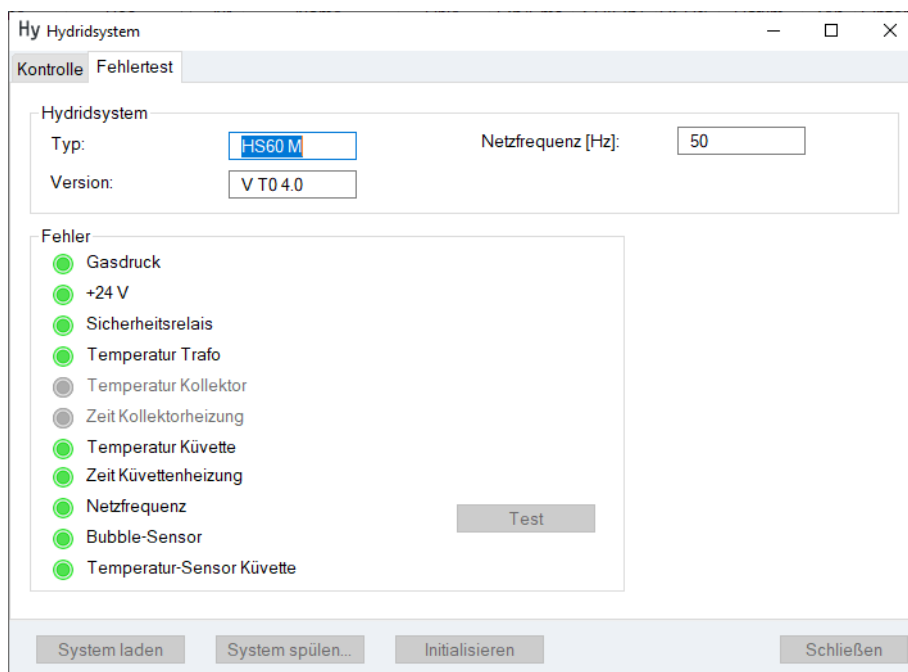 Hy Hydridsystem
Kontrolle Fehlertest
Hydridsystem
Typ: HS60 M Netzfrequenz [Hz]: 50
Version: V T0 4.0
Fehler
Gasdruck
+24 V
Sicherheitsrelais
Temperatur Trafo
Temperatur Kollektor
Zeit Kollektorheizung
Temperatur Küvette
Zeit Küvettenheizung
Netzfrequenz
Test
Bubble-Sensor
Temperatur-Sensor Küvette
System laden System spülen... Initialisieren Schließen